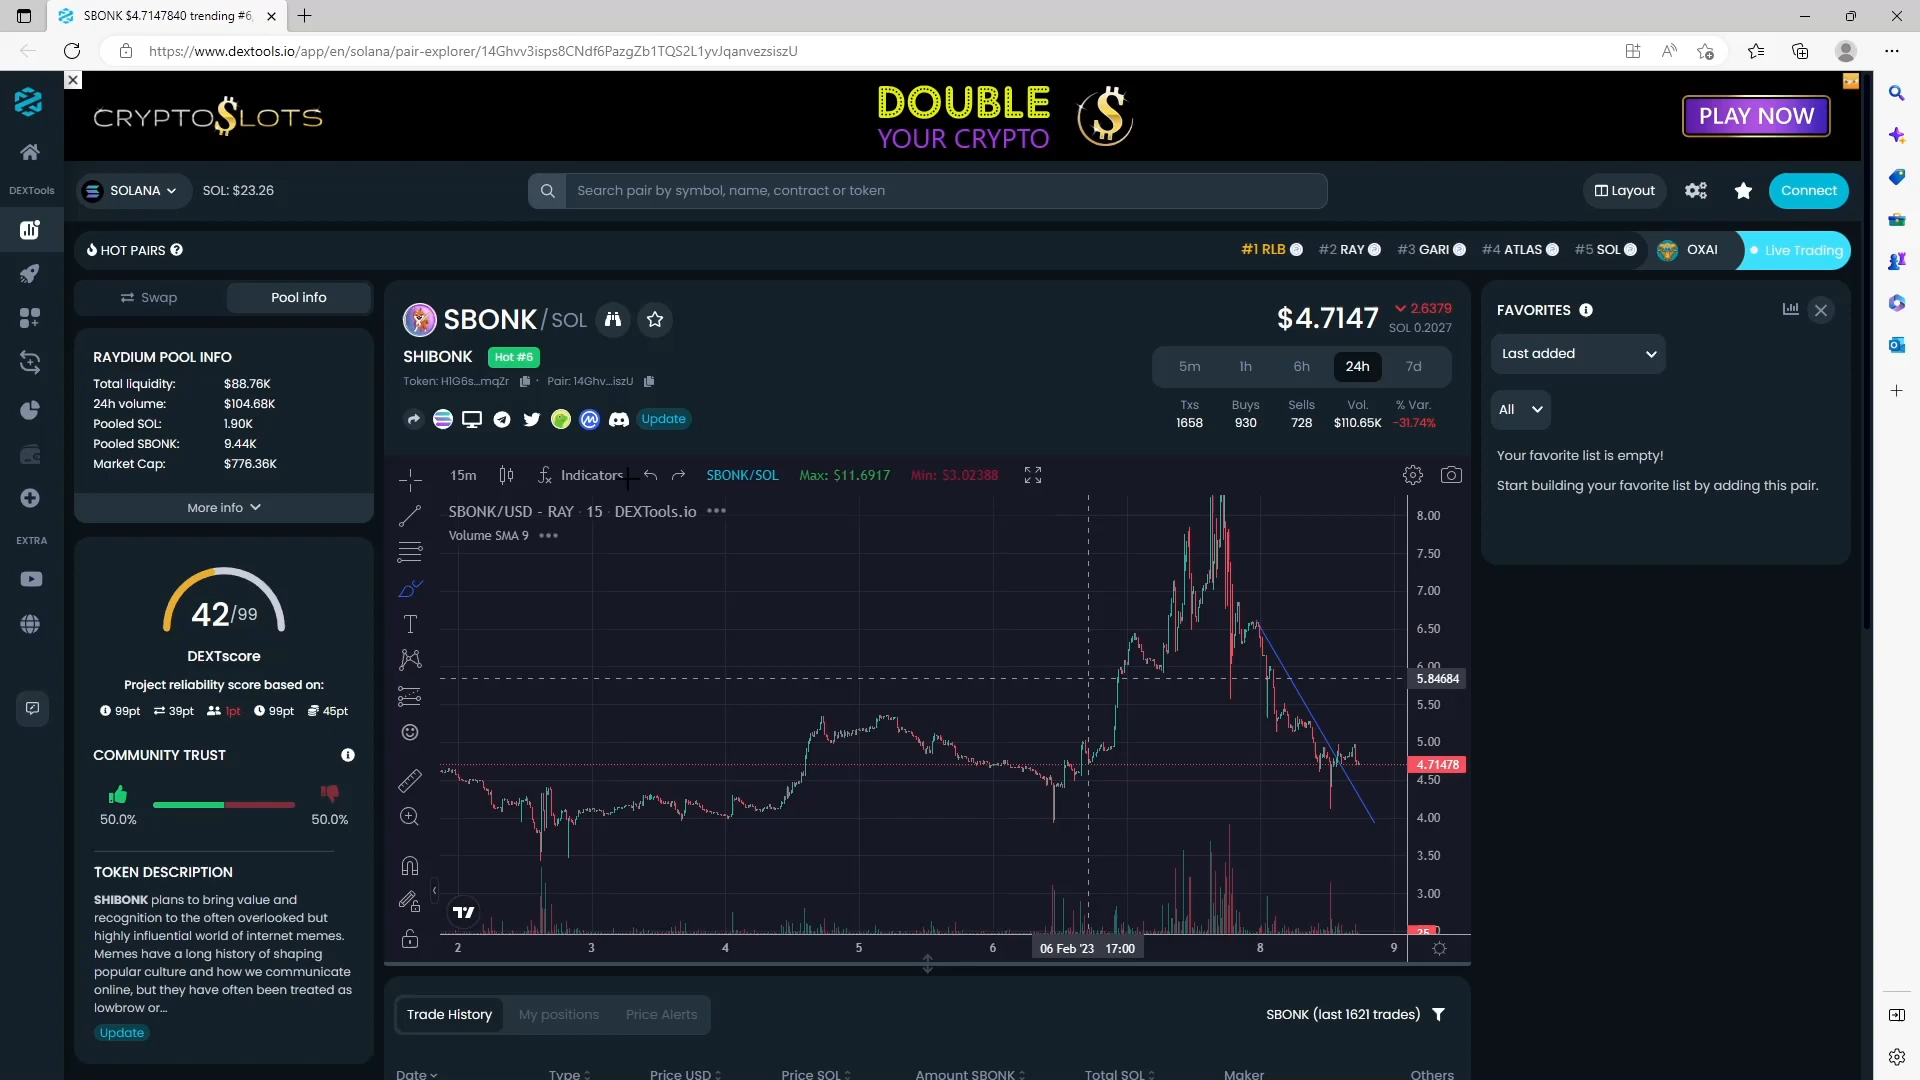 SBONK $4.7147840 trending #6
https://www.dextools.io/app/en/solana/pair-explorer/14Ghvv3isps8CNdf6PazgZb1TQS2L1yvJqanvezsiszU
CRYPTO$LOTS
DOUBLE
YOUR CRYPTO
PLAY NOW
DEXTools
SOLANA
SOL: $23.26
Search pair by symbol, name, contract or token
Layout
Connect
HOT PAIRS
#1 RLB
#2 RAY
#3 GARI
#4 ATLAS
#5 SOL
OXAI
Live Trading
Swap
Pool info
RAYDIUM POOL INFO
Total liquidity: $88.76K
24h volume: $104.68K
Pooled SOL: 1.90K
Pooled SBONK: 9.44K
Market Cap: $776.36K
More info
EXTRA
42/99
DEXTscore
Project reliability score based on:
99pt 39pt 1pt 99pt 45pt
COMMUNITY TRUST
50.0%
50.0%
TOKEN DESCRIPTION
SHIBONK plans to bring value and
recognition to the often overlooked but
highly influential world of internet memes.
Memes have a long history of shaping
popular culture and how we communicate
online, but they have often been treated as
lowbrow or...
Update
SBONK/SOL
SHIBONK
Hot #6
Token: H1G6s...mqZr · Pair: 14Ghv...iszU
Update
$4.7147
2.6379
SOL 0.2027
5m 1h 6h 24h 7d
Txs Buys Sells Vol. % Var.
1658 930 728 $110.65K -31.74%
15m
Indicators
SBONK/SOL
Max: $11.6917
Min: $3.02388
SBONK/USD - RAY · 15 · DEXTools.io
Volume SMA 9
8.00
7.50
7.00
6.50
6.00
5.84684
5.50
5.00
4.71478
4.50
4.00
3.50
3.00
2 3 4 5 6 06 Feb '23 17:00 8 9
Trade History
My positions
Price Alerts
SBONK (last 1621 trades)
Date Type Price USD Price SOL Amount SBONK Total SOL Maker Others
FAVORITES
Last added
All
Your favorite list is empty!
Start building your favorite list by adding this pair.